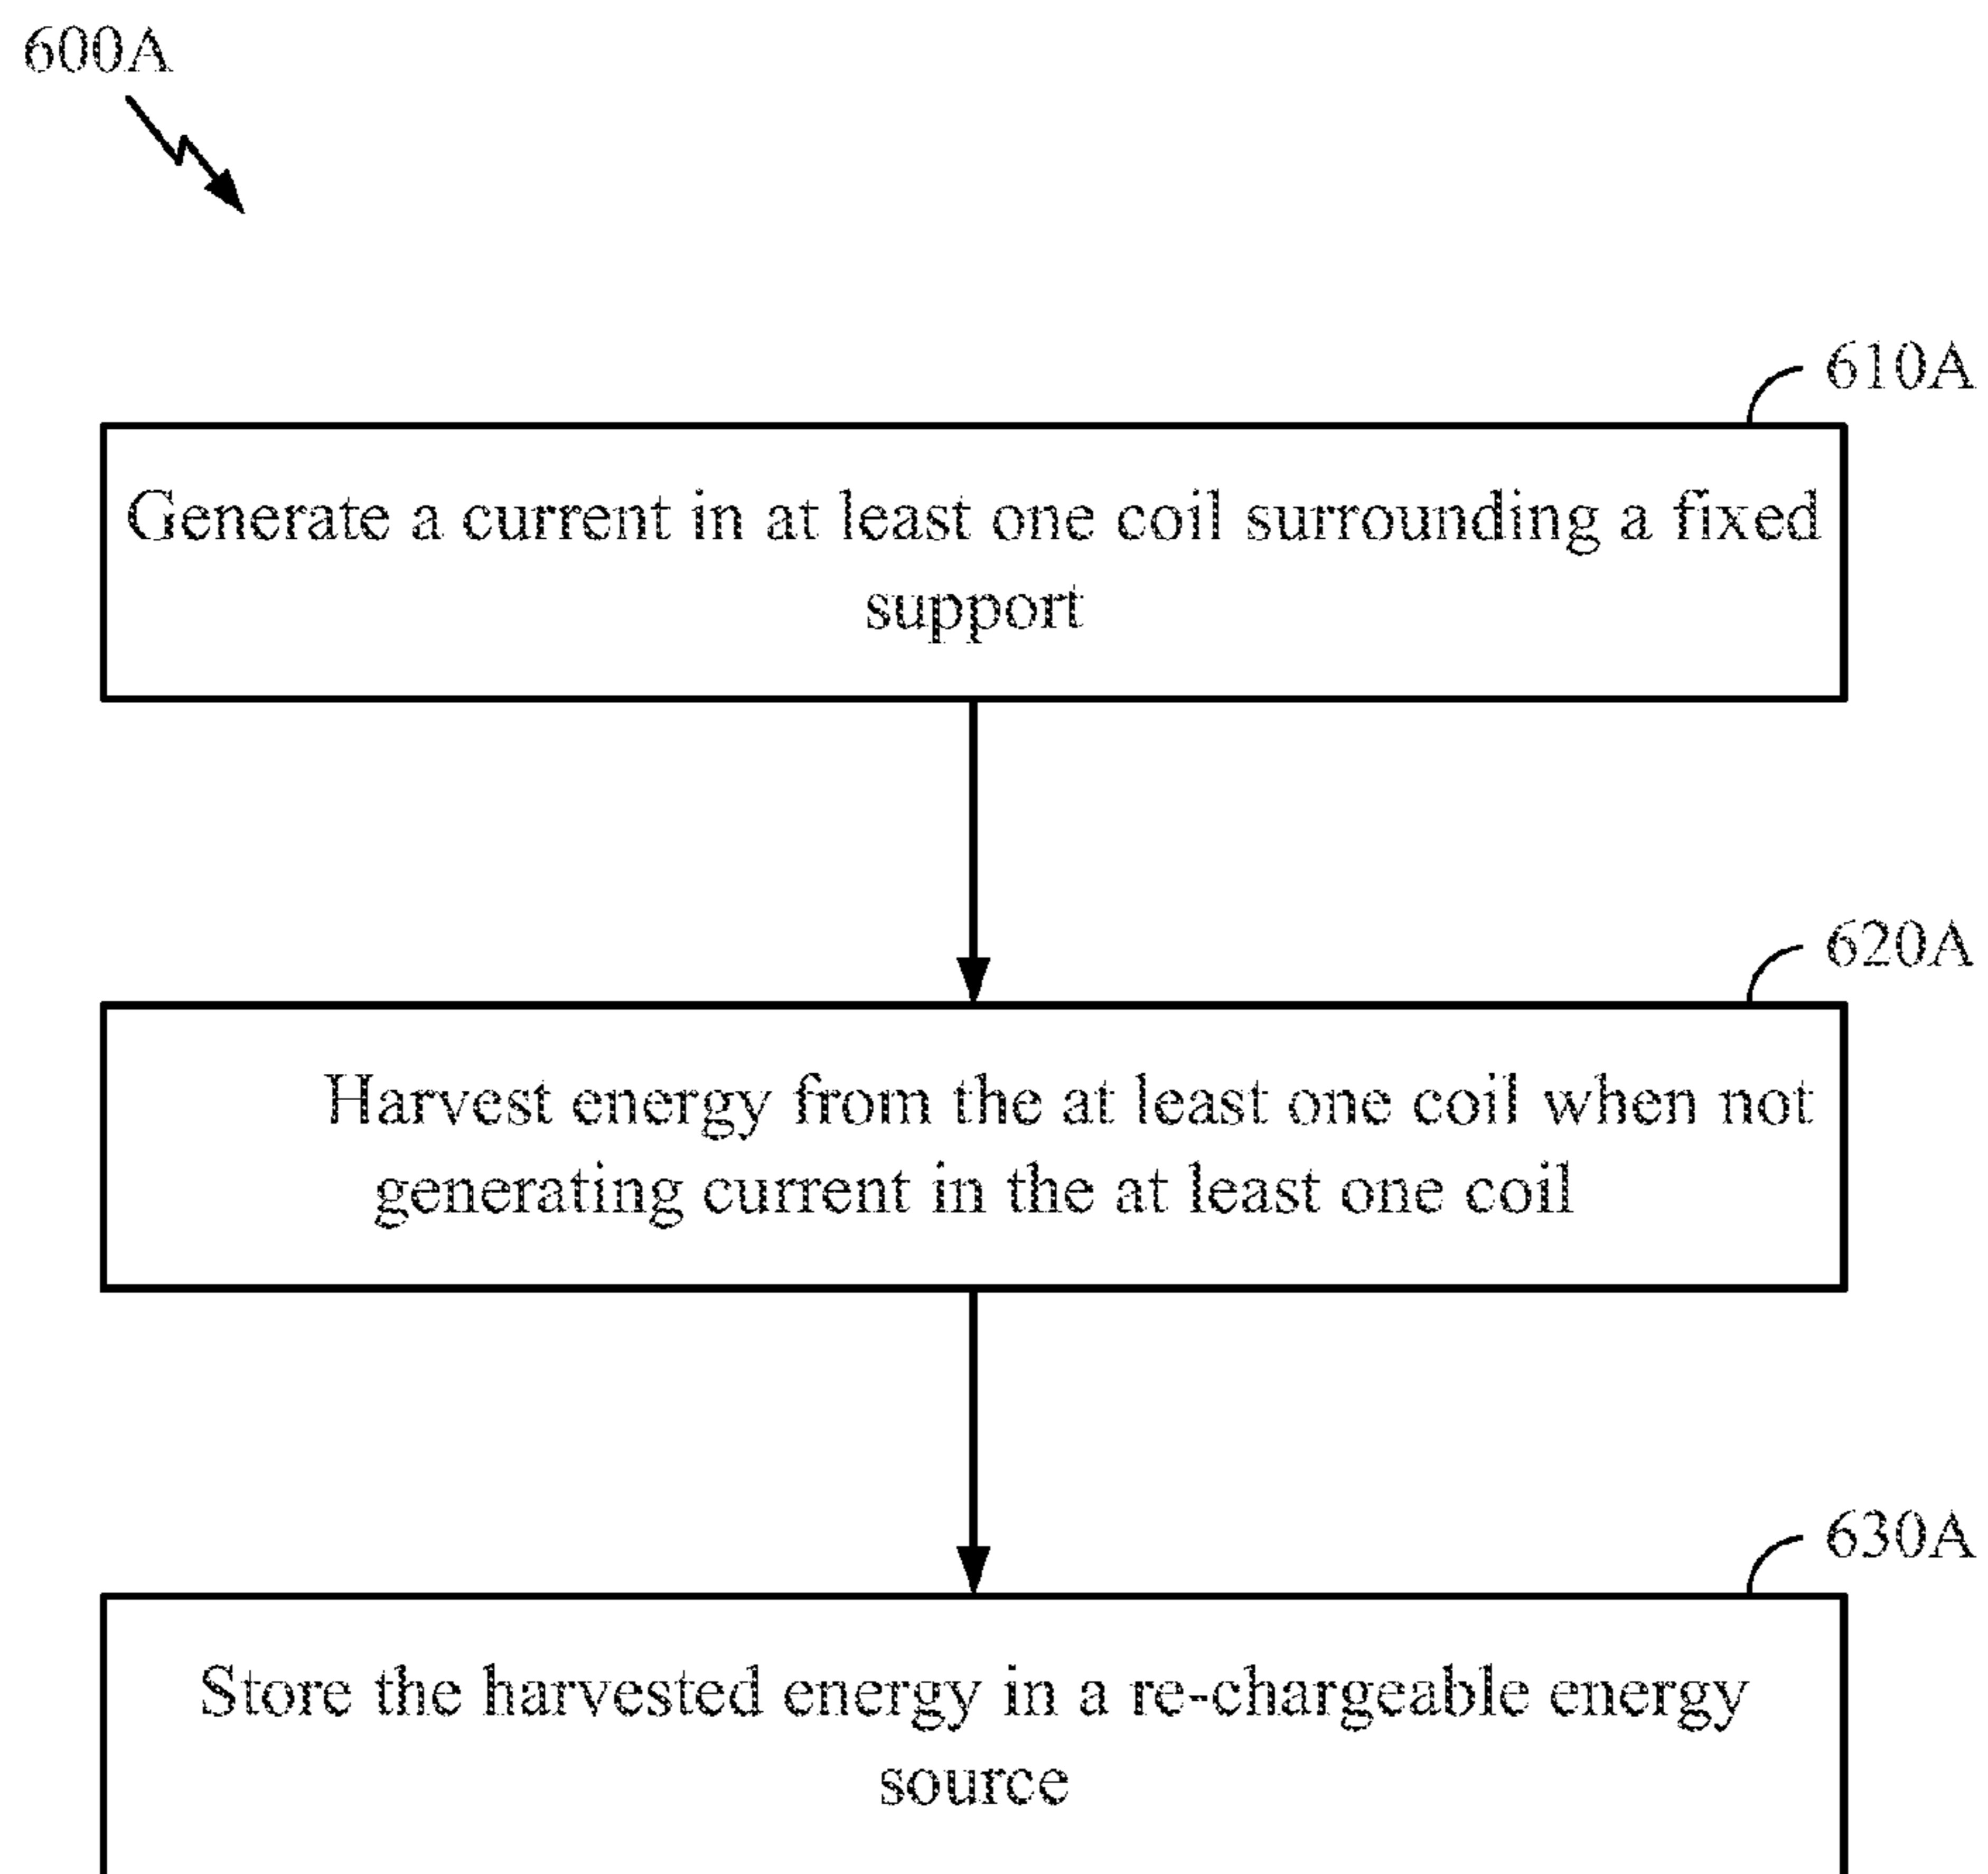 600A
610A
Generate a current in at least one coil surrounding a fixed
support
620A
Harvest energy from the at least one coil when not
generating current in the at least one coil
630A
Store the harvested energy in a re-chargeable energy
source